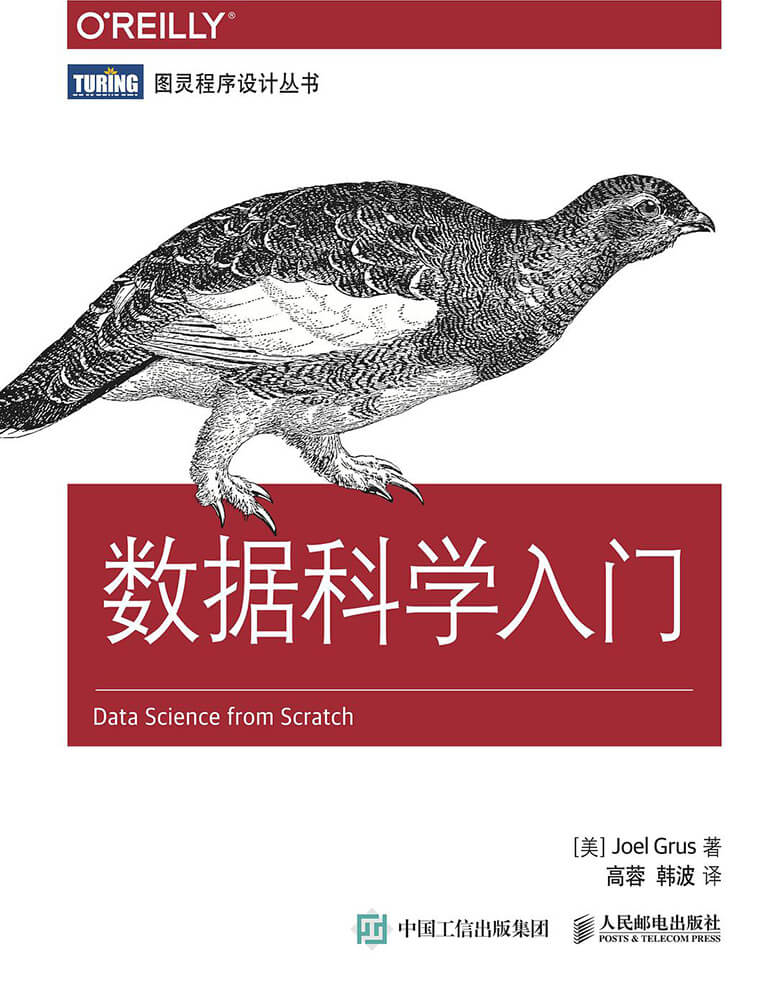 O'REILLY®
TURING 图灵程序设计丛书
数据科学入门
Data Science from Scratch
[美] Joel Grus 著
高蓉 韩波 译
中国工信出版集团 人民邮电出版社
POSTS & TELECOM PRESS